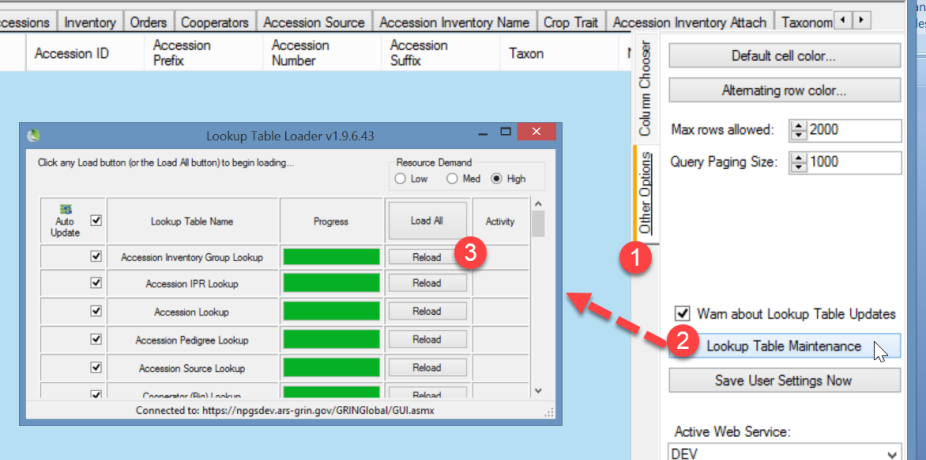 cessions Inventory Orders Cooperators Accession Source Accession Inventory Name Crop Trait Accession Inventory Attach Taxonom
Accession ID Accession Prefix Accession Number Accession Suffix Taxon
Column Chooser
Other Options
Default cell color...
Alternating row color...
Max rows allowed: 2000
Query Paging Size: 1000
1
Warn about Lookup Table Updates
2 Lookup Table Maintenance
Save User Settings Now
Active Web Service:
DEV
Lookup Table Loader v1.9.6.43
Click any Load button (or the Load All button) to begin loading...
Resource Demand
Low Med High
Auto Update Lookup Table Name Progress Load All Activity
3
Accession Inventory Group Lookup Reload
Accession IPR Lookup Reload
Accession Lookup Reload
Accession Pedigree Lookup Reload
Accession Source Lookup Reload
Cooperator (Big) Lookup Reload
Connected to: https://npgsdev.ars-grin.gov/GRINGlobal/GUI.asmx